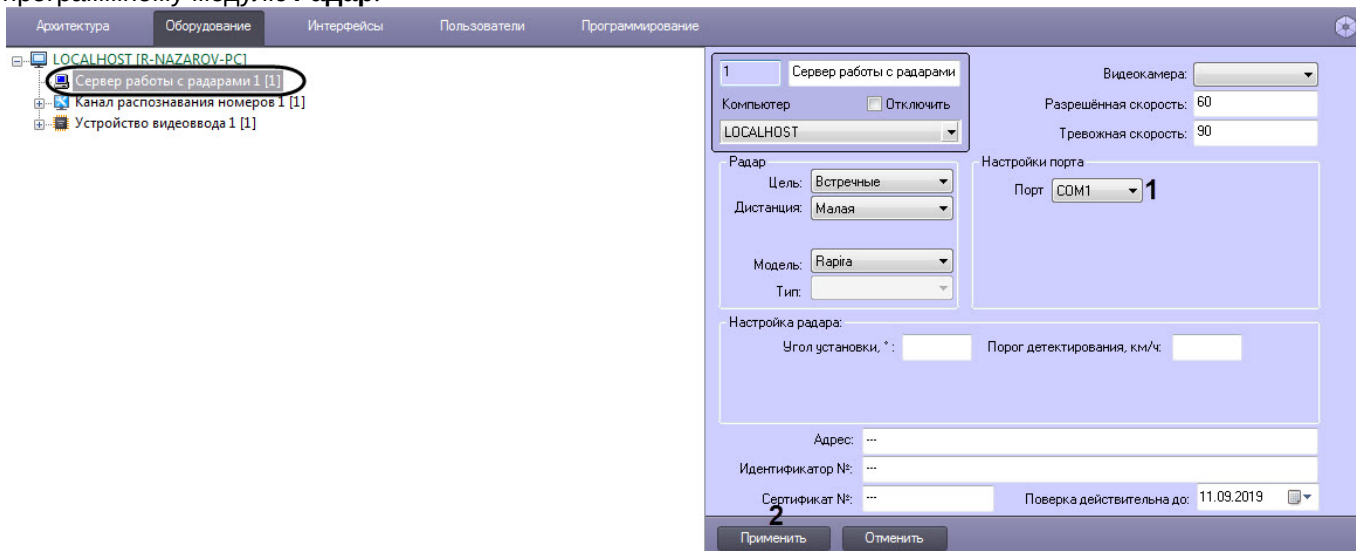 программному модулю Радар.
Архитектура Оборудование Интерфейсы Пользователи Программирование
LOCALHOST [R-NAZAROV-PC]
Сервер работы с радарами 1 [1]
Канал распознавания номеров 1 [1]
Устройство видеоввода 1 [1]
1 Сервер работы с радарами
Компьютер Отключить
LOCALHOST
Видеокамера:
Разрешённая скорость: 60
Тревожная скорость: 90
Радар
Цель: Встречные
Дистанция: Малая
Модель: Rapira
Тип:
Настройки порта
Порт COM1 1
Настройка радара:
Угол установки, ° : Порог детектирования, км/ч:
Адрес: ---
Идентификатор №: ---
Сертификат №: --- Поверка действительна до: 11.09.2019
2
Применить Отменить